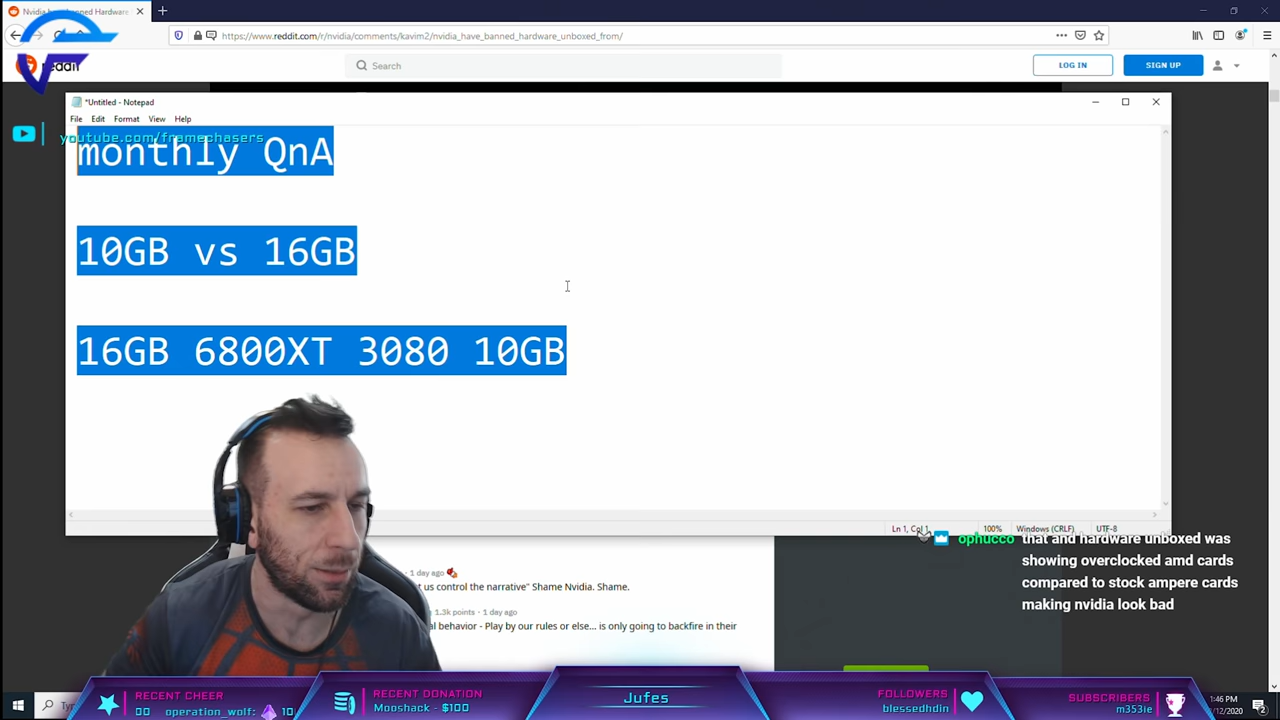 Nvidia
Hardware
https://www.reddit.com/r/nvidia/comments/kavim2/nvidia_have_banned_hardware_unboxed_from/
Search
LOG IN
SIGN UP
*Untitled - Notepad
File Edit Format View Help
youtube.com/framechasers
monthly QnA
10GB vs 16GB
16GB 6800XT 3080 10GB
Ln 1, Col 1
100%
Windows (CRLF)
UTF-8
ophucco that and hardware unboxed was
showing overclocked amd cards
compared to stock ampere cards
making nvidia look bad
· 1 day ago
us control the narrative" Shame Nvidia. Shame.
1.3k points · 1 day ago
behavior - Play by our rules or else... is only going to backfire in their
RECENT CHEER
operation_wolf:
RECENT DONATION
Mooshack - $100
Jufes
FOLLOWERS
blessedhdin
SUBSCRIBERS
m353ie
1:46 PM
/12/2020